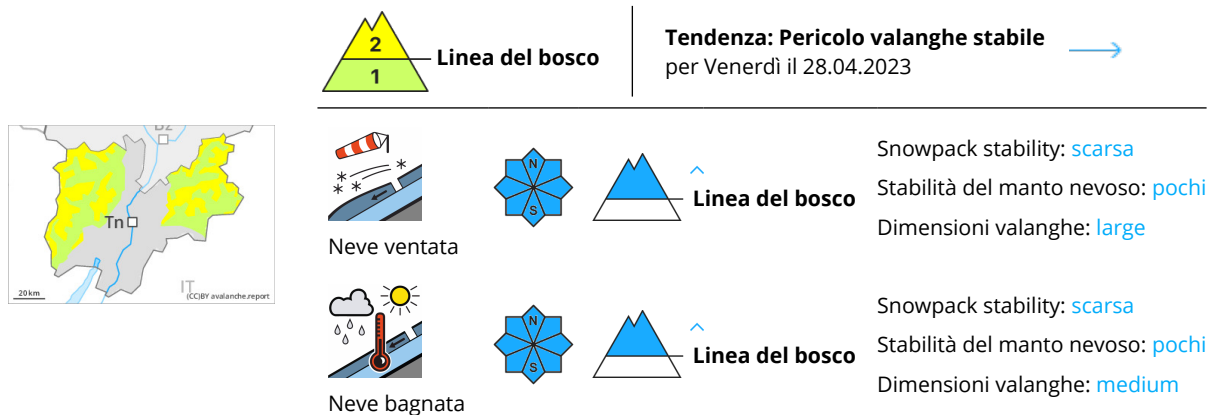 2
1
Linea del bosco
Tendenza: Pericolo valanghe stabile
per Venerdì il 28.04.2023
Tn
20 km
IT
(CC)BY avalanche.report
N
S
Linea del bosco
Snowpack stability: scarsa
Stabilità del manto nevoso: pochi
Dimensioni valanghe: large
Neve ventata
N
S
Linea del bosco
Snowpack stability: scarsa
Stabilità del manto nevoso: pochi
Dimensioni valanghe: medium
Neve bagnata